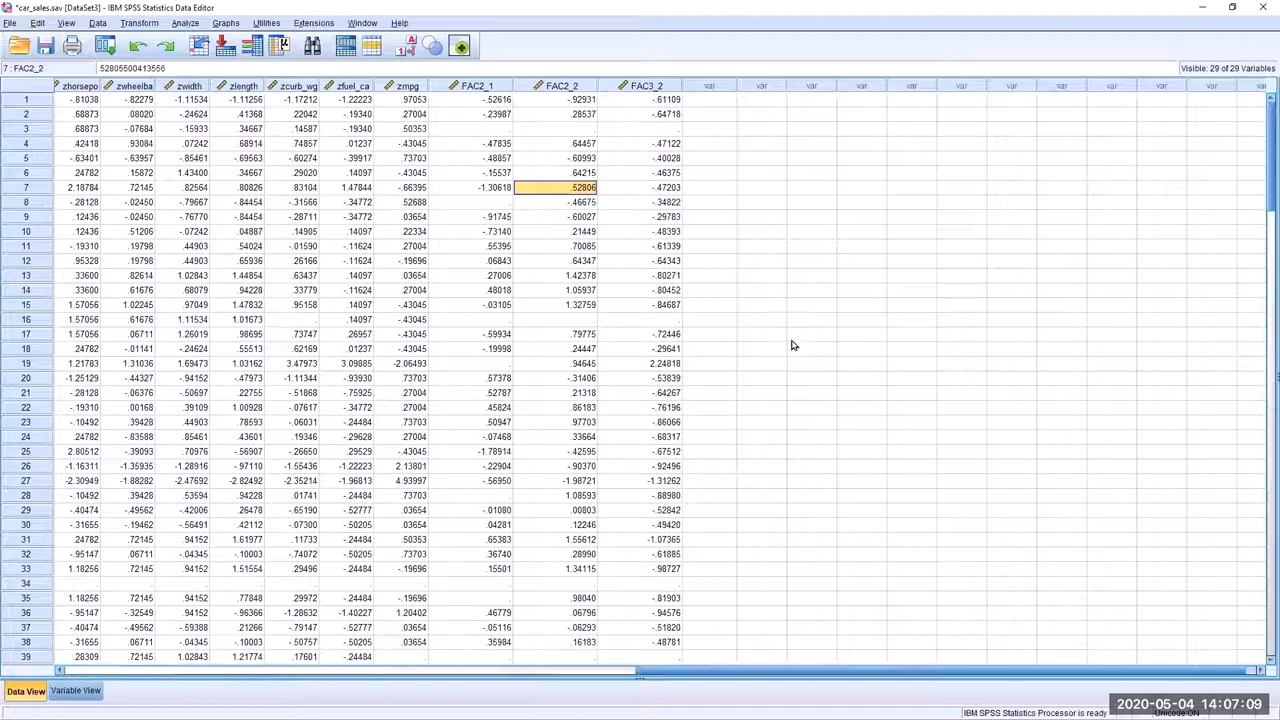 *car_sales.sav [DataSet3] - IBM SPSS Statistics Data Editor
File Edit View Data Transform Analyze Graphs Utilities Extensions Window Help
7 : FAC2_2 .52805500413556 Visible: 29 of 29 Variables
zhorsepo zwheelba zwidth zlength zcurb_wg zfuel_ca zmpg FAC2_1 FAC2_2 FAC3_2 var var var var var var var var var var var
1 -.81038 -.82279 -1.11534 -1.11256 -1.17212 -1.22223 .97053 -.52616 -.92931 -.61109
2 .68873 .08020 -.24624 .41368 .22042 -.19340 .27004 -.23987 .28537 -.64718
3 .68873 -.07684 -.15933 .34667 .14587 -.19340 .50353 . . .
4 .42418 .93084 .07242 .68914 .74857 .01237 -.43045 -.47835 .64457 -.47122
5 -.63401 -.63957 -.85461 -.69563 -.60274 -.39917 .73703 -.48857 -.60993 -.40028
6 .24782 .15872 1.43400 .34667 .29020 .14097 -.43045 -.15537 .64215 -.46375
7 2.18784 .72145 .82564 .80826 .83104 1.47844 -.66395 -1.30618 .52806 -.47203
8 -.28128 -.02450 -.79667 -.84454 -.31566 -.34772 .52688 . -.46675 -.34822
9 .12436 -.02450 -.76770 -.84454 -.28711 -.34772 .03654 -.91745 -.60027 -.29783
10 .12436 .51206 -.07242 .04887 .14905 .14097 .22334 -.73140 .21449 -.48393
11 -.19310 .19798 .44903 .54024 -.01590 -.11624 .27004 .55395 .70085 -.61339
12 .95328 .19798 .44903 .65936 .26166 -.11624 -.19696 .06843 .64347 -.64343
13 .33600 .82614 1.02843 1.44854 .63437 .14097 .03654 .27006 1.42378 -.80271
14 .33600 .61676 .68079 .94228 .33779 -.11624 .27004 .48018 1.05937 -.80452
15 1.57056 1.02245 .97049 1.47832 .95158 .14097 -.43045 -.03105 1.32759 -.84687
16 1.57056 .61676 1.11534 1.01673 . .14097 -.43045 . . .
17 1.57056 .06711 1.26019 .98695 .73747 .26957 -.43045 -.59934 .79775 -.72446
18 .24782 -.01141 -.24624 .55513 .62169 .01237 -.43045 -.19998 .24447 -.29641
19 1.21783 1.31036 1.69473 1.03162 3.47973 3.09885 -2.06493 . .94645 2.24818
20 -1.25129 -.44327 -.94152 -.47973 -1.11344 -.93930 .73703 .57378 -.31406 -.53839
21 -.28128 -.06376 -.50697 .22755 -.51868 -.75925 .27004 .52787 .21318 -.64267
22 -.19310 .00168 .39109 1.00928 -.07617 -.34772 .27004 .45824 .86183 -.76196
23 -.10492 .39428 .44903 .78593 -.06031 -.24484 .03654 .50947 .97703 -.86066
24 .24782 -.83588 .85461 .43601 .19346 -.29628 .27004 -.07468 .33664 -.68317
25 2.80512 -.39093 .70976 -.56907 -.26650 .29529 -.43045 -1.78914 -.42595 -.67512
26 -1.16311 -1.35935 -1.28916 -.97110 -1.55436 -1.22223 2.13801 -.22904 -.90370 -.92496
27 -2.30949 -1.88282 -2.47692 -2.82492 -2.35214 -1.96813 4.93997 -.56950 -1.98721 -1.31262
28 -.10492 .39428 .53594 .94228 .01741 -.24484 .73703 . 1.08593 -.88980
29 -.40474 -.49562 -.42006 .26478 -.65190 -.52777 .03654 -.01080 .00803 -.52842
30 -.31655 -.19462 -.56491 .42112 -.07300 -.50205 .03654 .04281 .12246 -.49420
31 .24782 .72145 .94152 1.61977 .11733 -.24484 .50353 .65383 1.55612 -1.07365
32 -.95147 .06711 -.04345 -.10003 -.74072 -.50205 .73703 .36740 .28990 -.61885
33 1.18256 .72145 .94152 1.51554 .29496 -.24484 -.19696 .15501 1.34115 -.98727
34 . . . . . . . . . .
35 1.18256 .72145 .94152 .77848 .29972 -.24484 -.19696 . .98040 -.81903
36 -.95147 -.32549 -.04345 -.96366 -1.28632 -1.40227 1.20402 .46779 .06796 -.94576
37 -.40474 -.49562 -.59388 .21266 -.79147 -.52777 .03654 -.05116 -.06293 -.51820
38 -.31655 .06711 -.04345 -.10003 -.50757 -.50205 .03654 .35984 .16183 -.48781
39 .28309 .72145 1.02843 1.21774 .17601 -.24484 . . . .
Data View Variable View
2020-05-04 14:07:09
IBM SPSS Statistics Processor is ready Unicode:ON